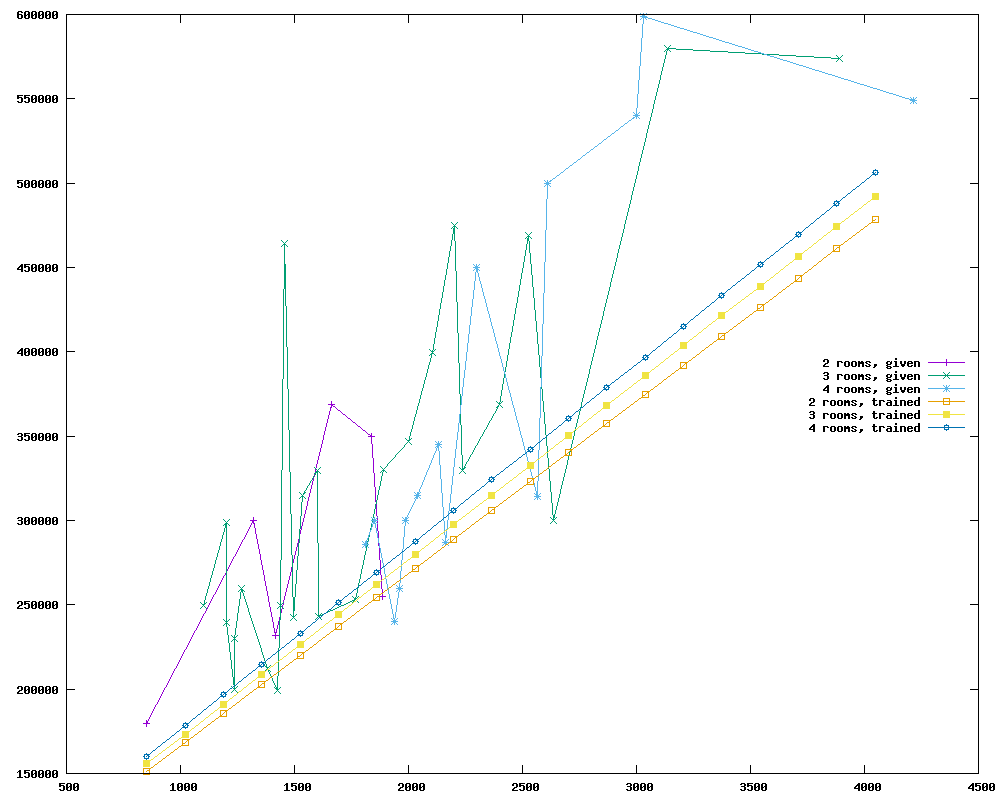 600000
550000
500000
450000
400000
350000
300000
250000
200000
150000
2 rooms, given
3 rooms, given
4 rooms, given
2 rooms, trained
3 rooms, trained
4 rooms, trained
500 1000 1500 2000 2500 3000 3500 4000 4500